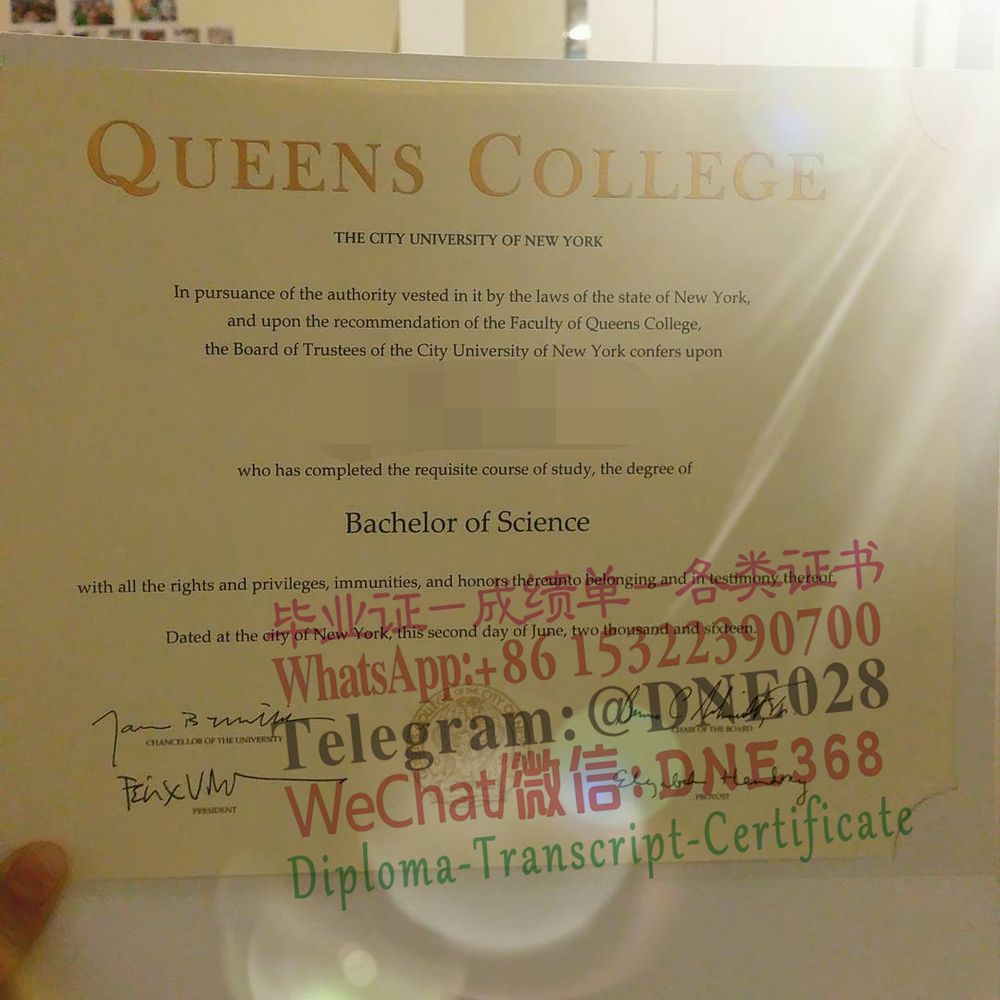 QUEENS COLLEGE
THE CITY UNIVERSITY OF NEW YORK
In pursuance of the authority vested in it by the laws of the state of New York,
and upon the recommendation of the Faculty of Queens College,
the Board of Trustees of the City University of New York confers upon
who has completed the requisite course of study, the degree of
Bachelor of Science
with all the rights and privileges, immunities, and honors thereunto belonging and in testimony thereof,
毕业证—成绩单—各类证书
Dated at the city of New York, this second day of June, two thousand and sixteen.
WhatsApp:+86 15322390700
Telegram:@DNE028
CHANCELLOR OF THE UNIVERSITY
CHAIR OF THE BOARD
WeChat/微信:DNE368
PRESIDENT
PROVOST
Diploma-Transcript-Certificate